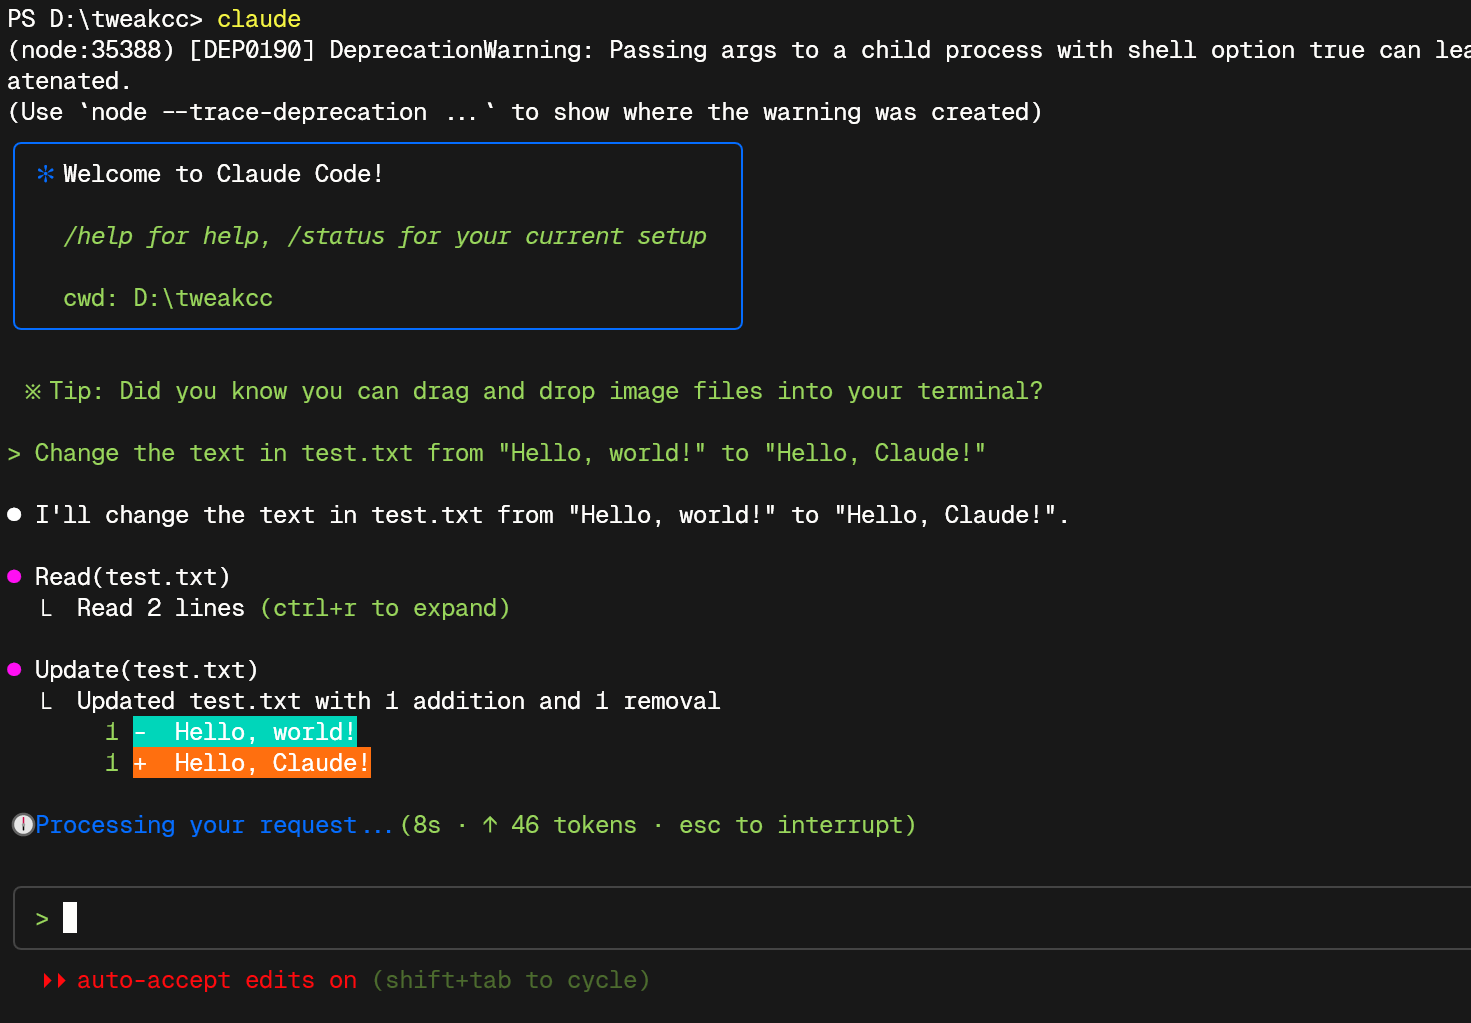 PS D:\tweakcc> claude
(node:35388) [DEP0190] DeprecationWarning: Passing args to a child process with shell option true can
atenated.
(Use `node --trace-deprecation ...` to show where the warning was created)
✻ Welcome to Claude Code!
/help for help, /status for your current setup
cwd: D:\tweakcc
※ Tip: Did you know you can drag and drop image files into your terminal?
> Change the text in test.txt from "Hello, world!" to "Hello, Claude!"
● I'll change the text in test.txt from "Hello, world!" to "Hello, Claude!".
● Read(test.txt)
⎿ Read 2 lines (ctrl+r to expand)
● Update(test.txt)
⎿ Updated test.txt with 1 addition and 1 removal
1 - Hello, world!
1 + Hello, Claude!
Processing your request... (8s · ↑ 46 tokens · esc to interrupt)
>
⏵⏵ auto-accept edits on (shift+tab to cycle)